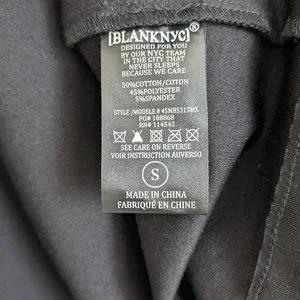 [BLANKNYC]®
DESIGNED FOR YOU
BY OUR NYC TEAM
IN THE CITY THAT
NEVER SLEEPS
BECAUSE WE CARE
50%COTTON/COTON
45%POLYESTER
5%SPANDEX
STYLE/MODELE # 45MB5313MX
PO# 108868
RN# 114542
SEE CARE ON REVERSE
VOIR INSTRUCTION AUVERSO
S
MADE IN CHINA
FABRIQUÉ EN CHINE